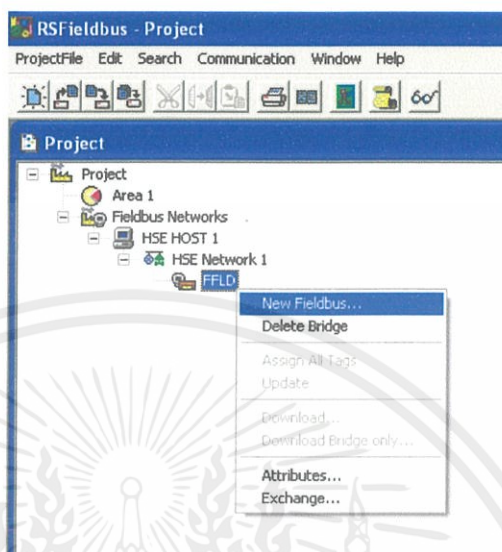 RSFieldbus - Project
ProjectFile Edit Search Communication Window Help
Project
Project
Area 1
Fieldbus Networks
HSE HOST 1
HSE Network 1
FFLD
New Fieldbus...
Delete Bridge
Assign All Tags
Update
Download...
Download Bridge only...
Attributes...
Exchange...